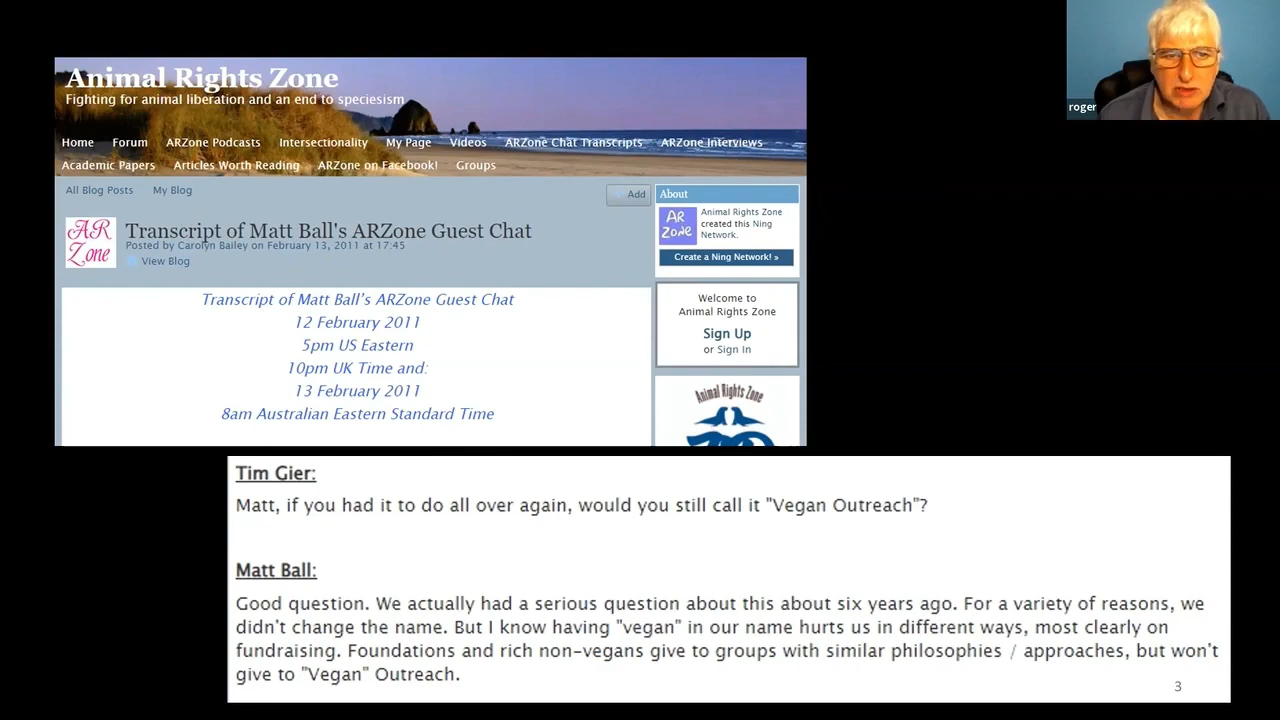 roger
Animal Rights Zone
Fighting for animal liberation and an end to speciesism
Home Forum ARZone Podcasts Intersectionality My Page Videos ARZone Chat Transcripts ARZone Interviews
Academic Papers Articles Worth Reading ARZone on Facebook! Groups
All Blog Posts My Blog
Add
AR
Zone
Transcript of Matt Ball's ARZone Guest Chat
Posted by Carolyn Bailey on February 13, 2011 at 17:45
View Blog
Transcript of Matt Ball's ARZone Guest Chat
12 February 2011
5pm US Eastern
10pm UK Time and:
13 February 2011
8am Australian Eastern Standard Time
About
AR
ZONE
Animal Rights Zone
created this Ning
Network.
Create a Ning Network! »
Welcome to
Animal Rights Zone
Sign Up
or Sign In
Animal Rights Zone
Tim Gier:
Matt, if you had it to do all over again, would you still call it "Vegan Outreach"?
Matt Ball:
Good question. We actually had a serious question about this about six years ago. For a variety of reasons, we
didn't change the name. But I know having "vegan" in our name hurts us in different ways, most clearly on
fundraising. Foundations and rich non-vegans give to groups with similar philosophies / approaches, but won't
give to "Vegan" Outreach.
3